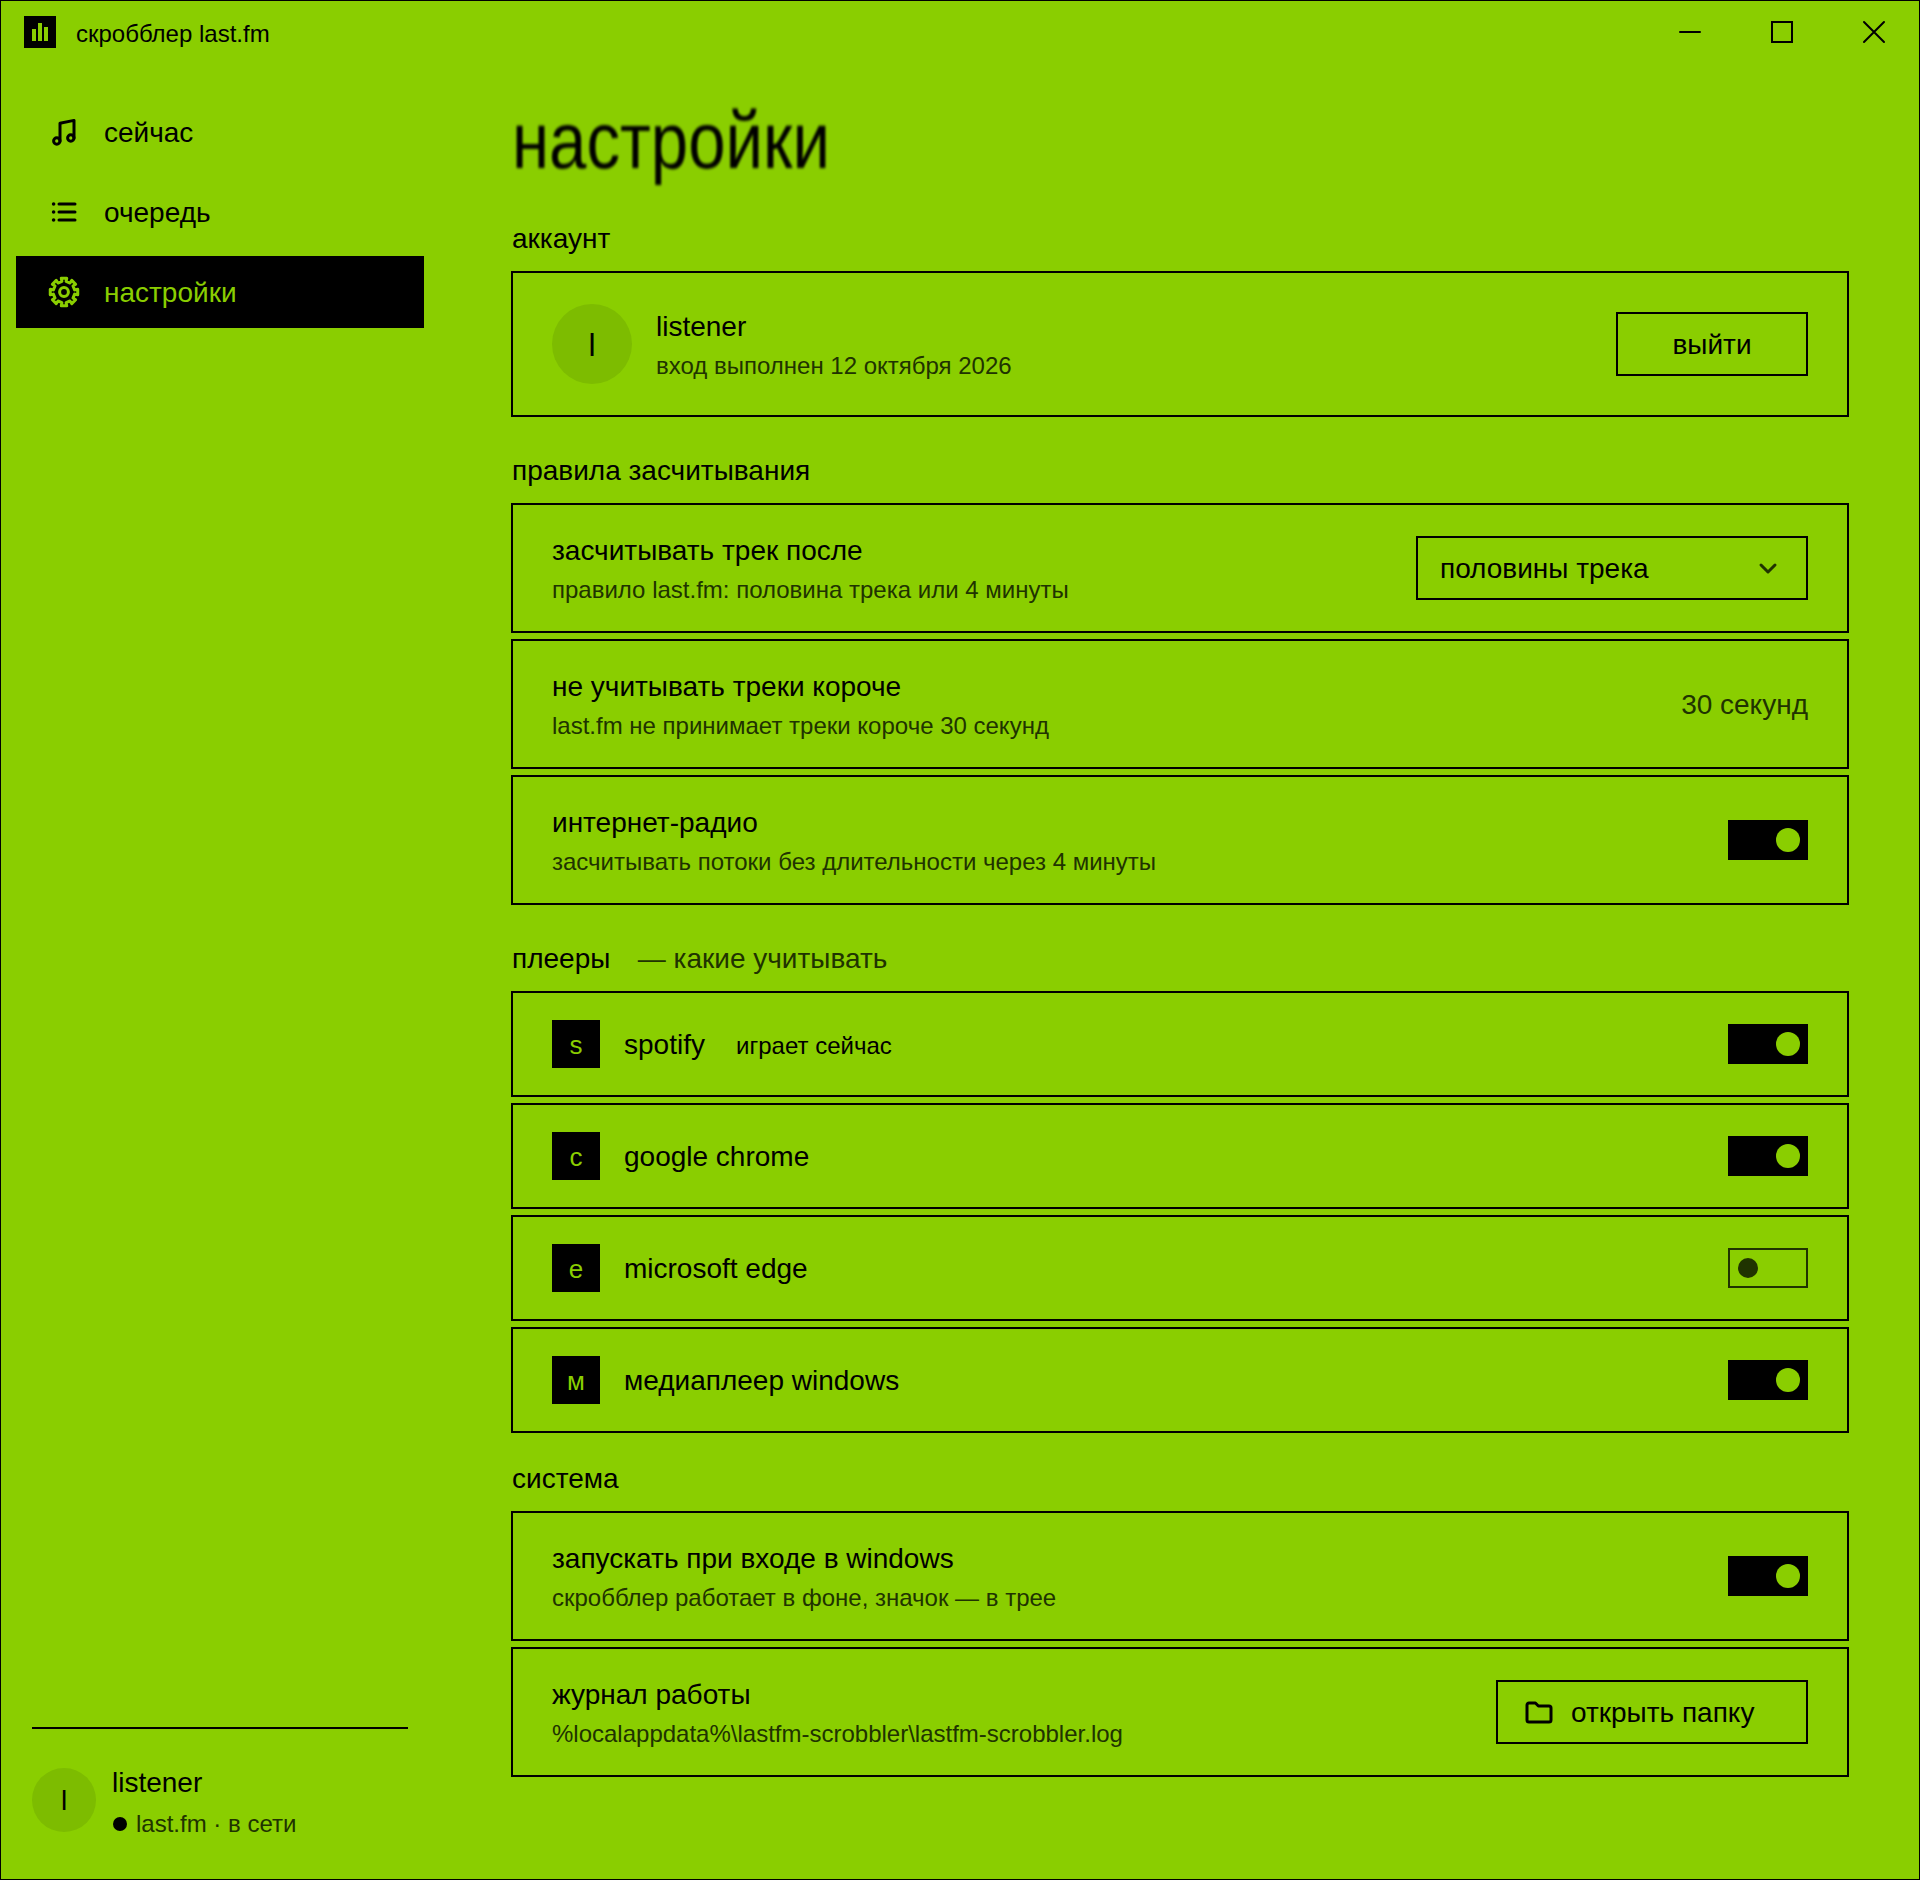 скробблер last.fm
сейчас
очередь
настройки
настройки
аккаунт
l
listener
вход выполнен 12 октября 2026
выйти
правила засчитывания
засчитывать трек после
правило last.fm: половина трека или 4 минуты
половины трека
не учитывать треки короче
last.fm не принимает треки короче 30 секунд
30 секунд
интернет-радио
засчитывать потоки без длительности через 4 минуты
плееры — какие учитывать
s spotify играет сейчас
c google chrome
e microsoft edge
м медиаплеер windows
система
запускать при входе в windows
скробблер работает в фоне, значок — в трее
журнал работы
%localappdata%\lastfm-scrobbler\lastfm-scrobbler.log
открыть папку
l
listener
last.fm · в сети